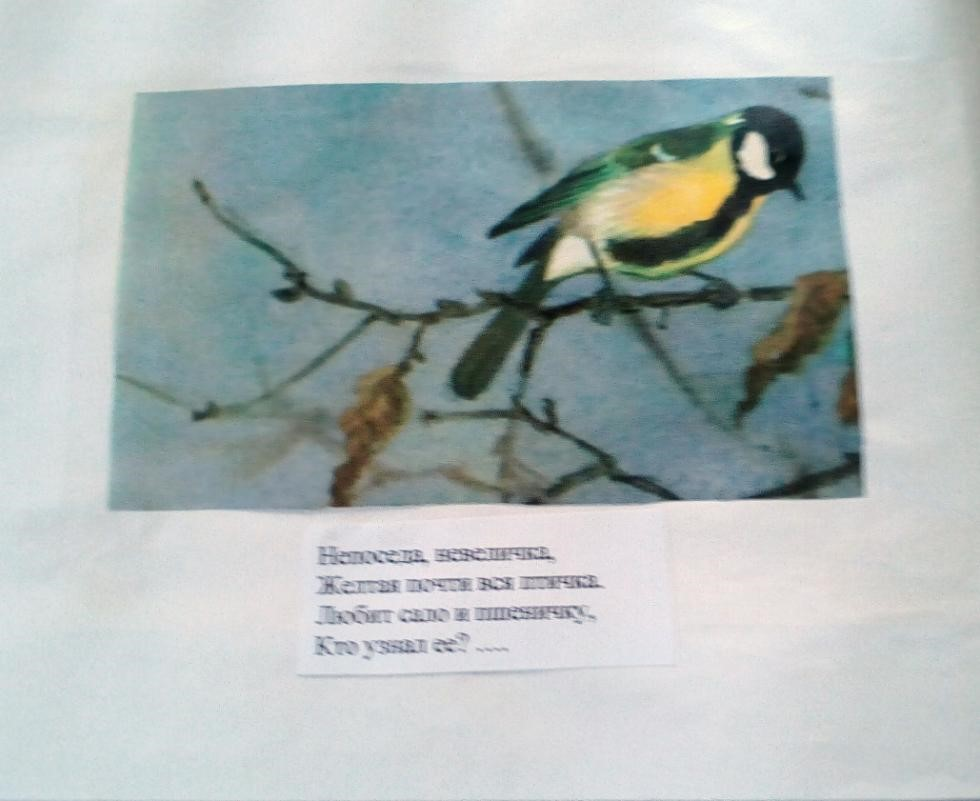 Непоседа, невеличка,
Желтая почти вся птичка.
Любит сало и пшеничку,
Кто узнал ее? ....